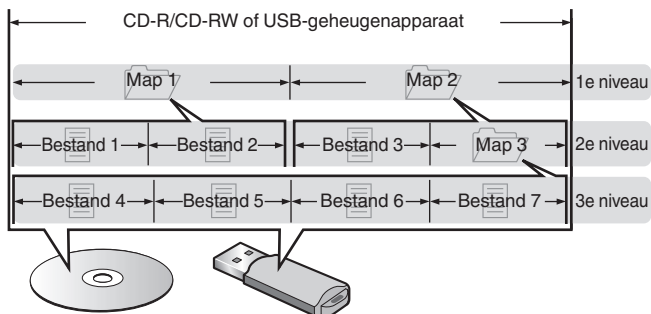 CD-R/CD-RW of USB-geheugenapparaat
Map 1 Map 2 1e niveau
Bestand 1 Bestand 2 Bestand 3 Map 3 2e niveau
Bestand 4 Bestand 5 Bestand 6 Bestand 7 3e niveau